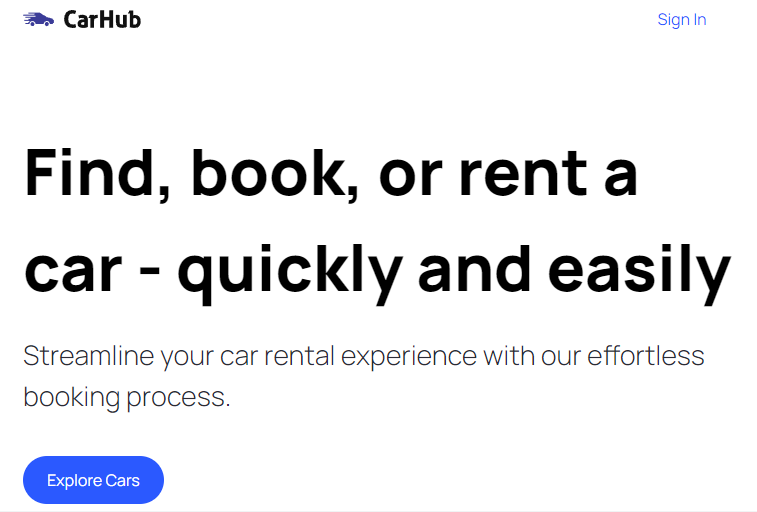 CarHub
Sign In
Find, book, or rent a
car - quickly and easily
Streamline your car rental experience with our effortless
booking process.
Explore Cars